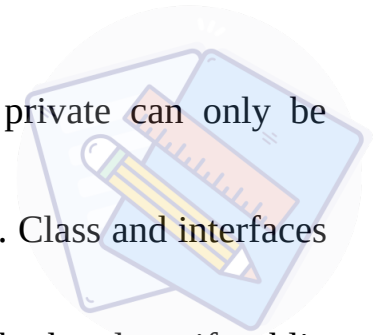 private can only be
. Class and interfaces